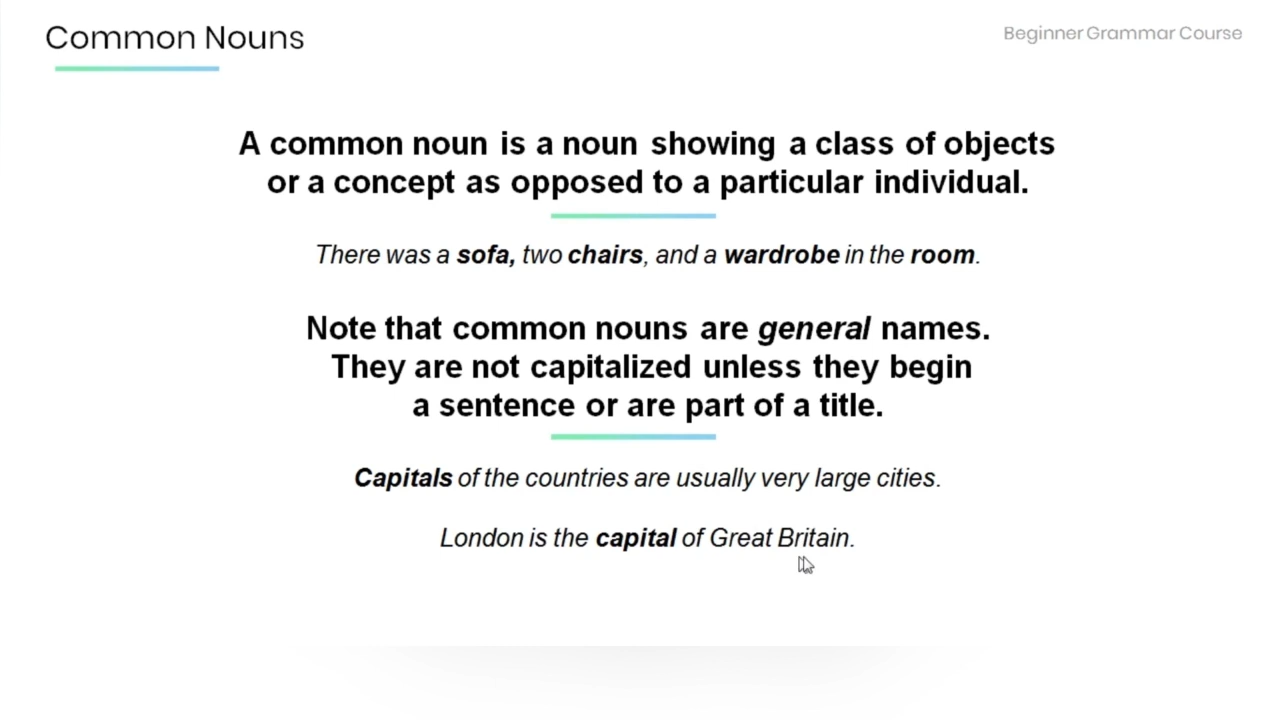 Common Nouns
Beginner Grammar Course
A common noun is a noun showing a class of objects
or a concept as opposed to a particular individual.
There was a sofa, two chairs, and a wardrobe in the room.
Note that common nouns are general names.
They are not capitalized unless they begin
a sentence or are part of a title.
Capitals of the countries are usually very large cities.
London is the capital of Great Britain.